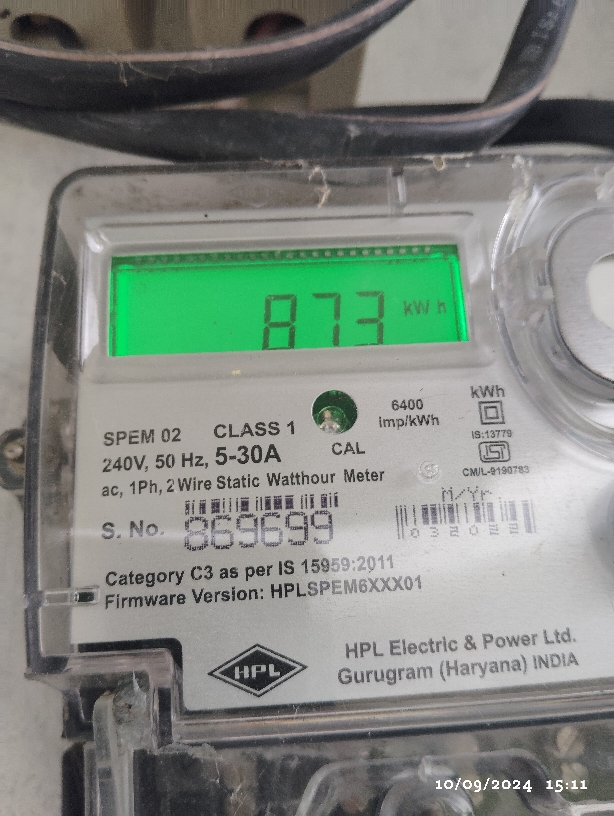 873 kWh
SPEM 02 CLASS 1
6400
imp/kWh
kWh
IS:13779
CM/L-9190783
240V, 50 Hz, 5-30A
CAL
ac, 1Ph, 2 Wire Static Watthour Meter
M/Yr
S. No. 869699
Category C3 as per IS 15959:2011
Firmware Version: HPLSPEM6XXX01
HPL
HPL Electric & Power Ltd.
Gurugram (Haryana) INDIA
10/09/2024 15:11